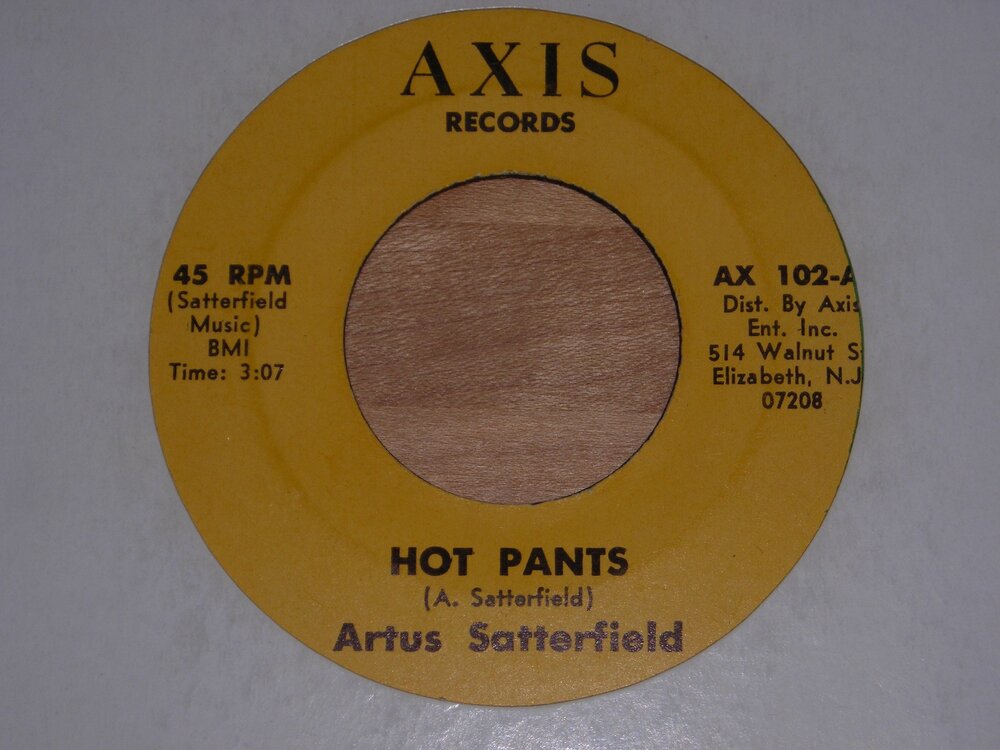 AXIS
RECORDS
45 RPM
(Satterfield
Music)
BMI
Time: 3:07
AX 102-A
Dist. By Axis
Ent. Inc.
514 Walnut S
Elizabeth, N.J
07208
HOT PANTS
(A. Satterfield)
Artus Satterfield